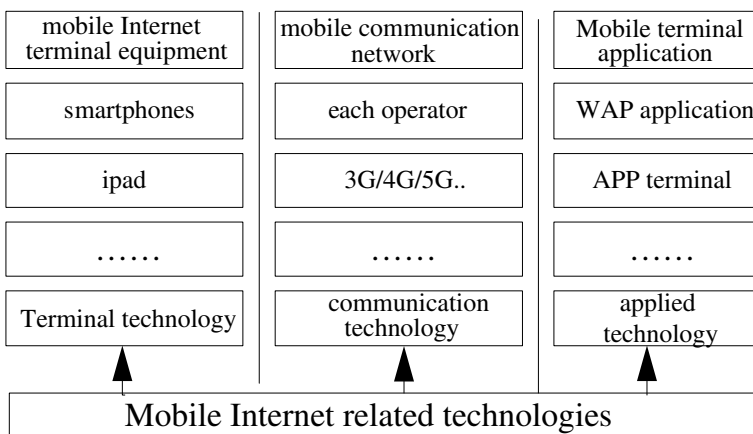 mobile Internet
terminal equipment
smartphones
ipad
......
Terminal technology
mobile communication
network
each operator
3G/4G/5G..
......
communication
technology
Mobile terminal
application
WAP application
APP terminal
......
applied
technology
Mobile Internet related technologies